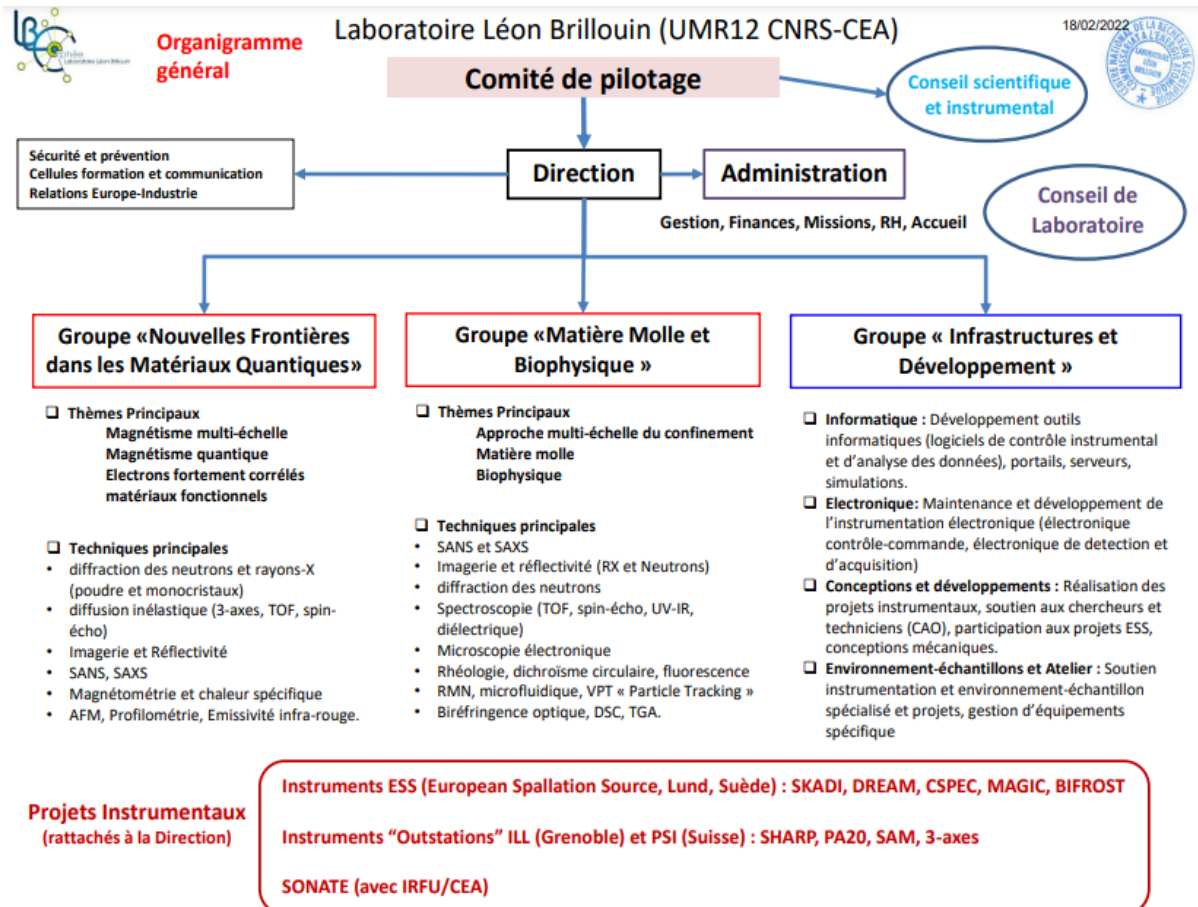 Laboratoire Léon Brillouin (UMR12 CNRS-CEA)
18/02/2022
Organigramme
général
Laboratoire Léon Brillouin
Comité de pilotage
Conseil scientifique
et instrumental
LABORATOIRE
LÉON
BRILLOUIN
Sécurité et prévention
Cellules formation et communication
Relations Europe-Industrie
Direction
Administration
Gestion, Finances, Missions, RH, Accueil
Conseil de
Laboratoire
Groupe «Nouvelles Frontières
dans les Matériaux Quantiques»
❑ Thèmes Principaux
Magnétisme multi-échelle
Magnétisme quantique
Electrons fortement corrélés
matériaux fonctionnels
❑ Techniques principales
• diffraction des neutrons et rayons-X
(poudre et monocristaux)
• diffusion inélastique (3-axes, TOF, spin-
écho)
• Imagerie et Réflectivité
• SANS, SAXS
• Magnétométrie et chaleur spécifique
• AFM, Profilométrie, Emissivité infra-rouge.
Groupe «Matière Molle et
Biophysique »
❑ Thèmes Principaux
Approche multi-échelle du confinement
Matière molle
Biophysique
❑ Techniques principales
• SANS et SAXS
• Imagerie et réflectivité (RX et Neutrons)
• diffraction des neutrons
• Spectroscopie (TOF, spin-écho, UV-IR,
diélectrique)
• Microscopie électronique
• Rhéologie, dichroïsme circulaire, fluorescence
• RMN, microfluidique, VPT « Particle Tracking »
• Biréfringence optique, DSC, TGA.
Groupe « Infrastructures et
Développement »
❑ Informatique : Développement outils
informatiques (logiciels de contrôle instrumental
et d'analyse des données), portails, serveurs,
simulations.
❑ Electronique: Maintenance et développement de
l'instrumentation électronique (électronique
contrôle-commande, électronique de detection et
d'acquisition)
❑ Conceptions et développements : Réalisation des
projets instrumentaux, soutien aux chercheurs et
techniciens (CAO), participation aux projets ESS,
conceptions mécaniques.
❑ Environnement-échantillons et Atelier : Soutien
instrumentation et environnement-échantillon
spécialisé et projets, gestion d'équipements
spécifique
Projets Instrumentaux
(rattachés à la Direction)
Instruments ESS (European Spallation Source, Lund, Suède) : SKADI, DREAM, CSPEC, MAGIC, BIFROST
Instruments "Outstations" ILL (Grenoble) et PSI (Suisse) : SHARP, PA20, SAM, 3-axes
SONATE (avec IRFU/CEA)